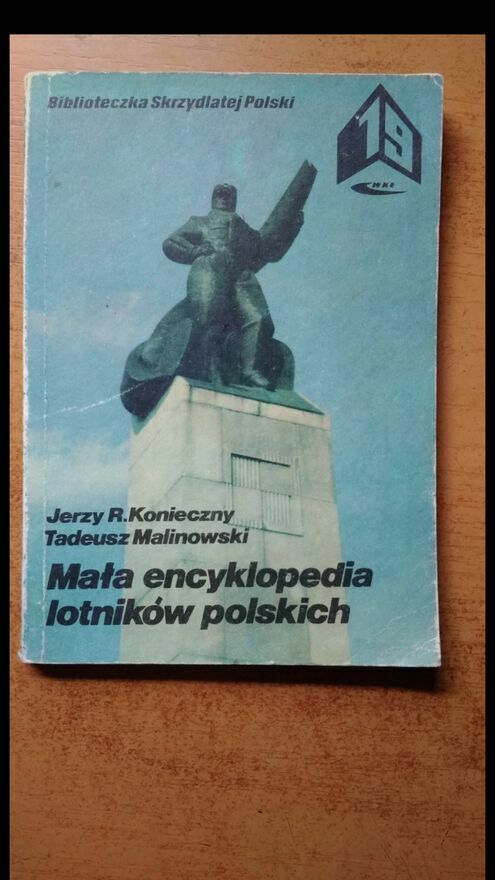 Biblioteczka Skrzydlatej Polski
19
WKŁ
Jerzy R.Konieczny
Tadeusz Malinowski
Mała encyklopedia
lotników polskich